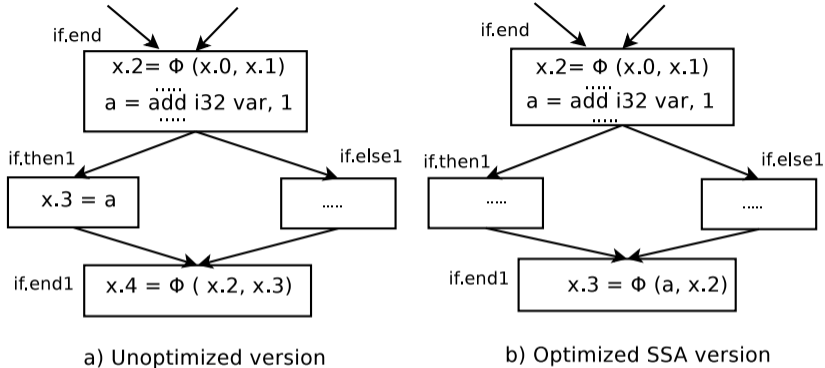 if.end
x.2= Φ (x.0, x.1)
.....
a = add i32 var, 1
.....
if.then1
x.3 = a
if.else1
.....
if.end1
x.4 = Φ ( x.2, x.3)
a) Unoptimized version
if.end
x.2= Φ (x.0, x.1)
.....
a = add i32 var, 1
.....
if.then1
.....
if.else1
.....
if.end1
x.3 = Φ (a, x.2)
b) Optimized SSA version